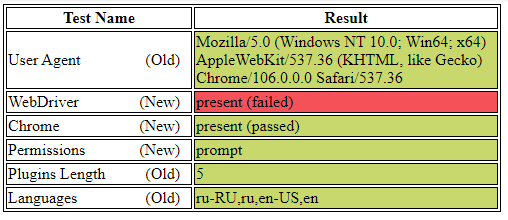 Test Name Result
User Agent (Old) Mozilla/5.0 (Windows NT 10.0; Win64; x64)
AppleWebKit/537.36 (KHTML, like Gecko)
Chrome/106.0.0.0 Safari/537.36
WebDriver (New) present (failed)
Chrome (New) present (passed)
Permissions (New) prompt
Plugins Length (Old) 5
Languages (Old) ru-RU,ru,en-US,en